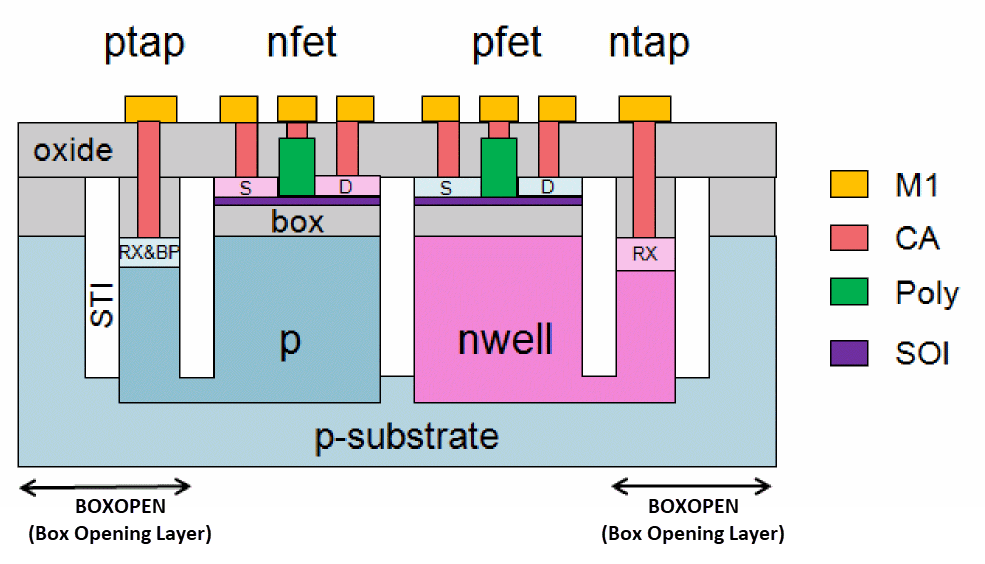 ptap nfet pfet ntap
oxide
S D S D
box
RX&BP RX
STI
p nwell
p-substrate
M1
CA
Poly
SOI
BOXOPEN
(Box Opening Layer)
BOXOPEN
(Box Opening Layer)